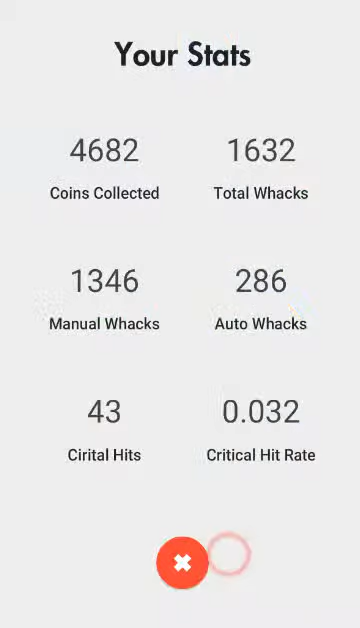 Your Stats
4682 1632
Coins Collected Total Whacks
1346 286
Manual Whacks Auto Whacks
43 0.032
Cirital Hits Critical Hit Rate